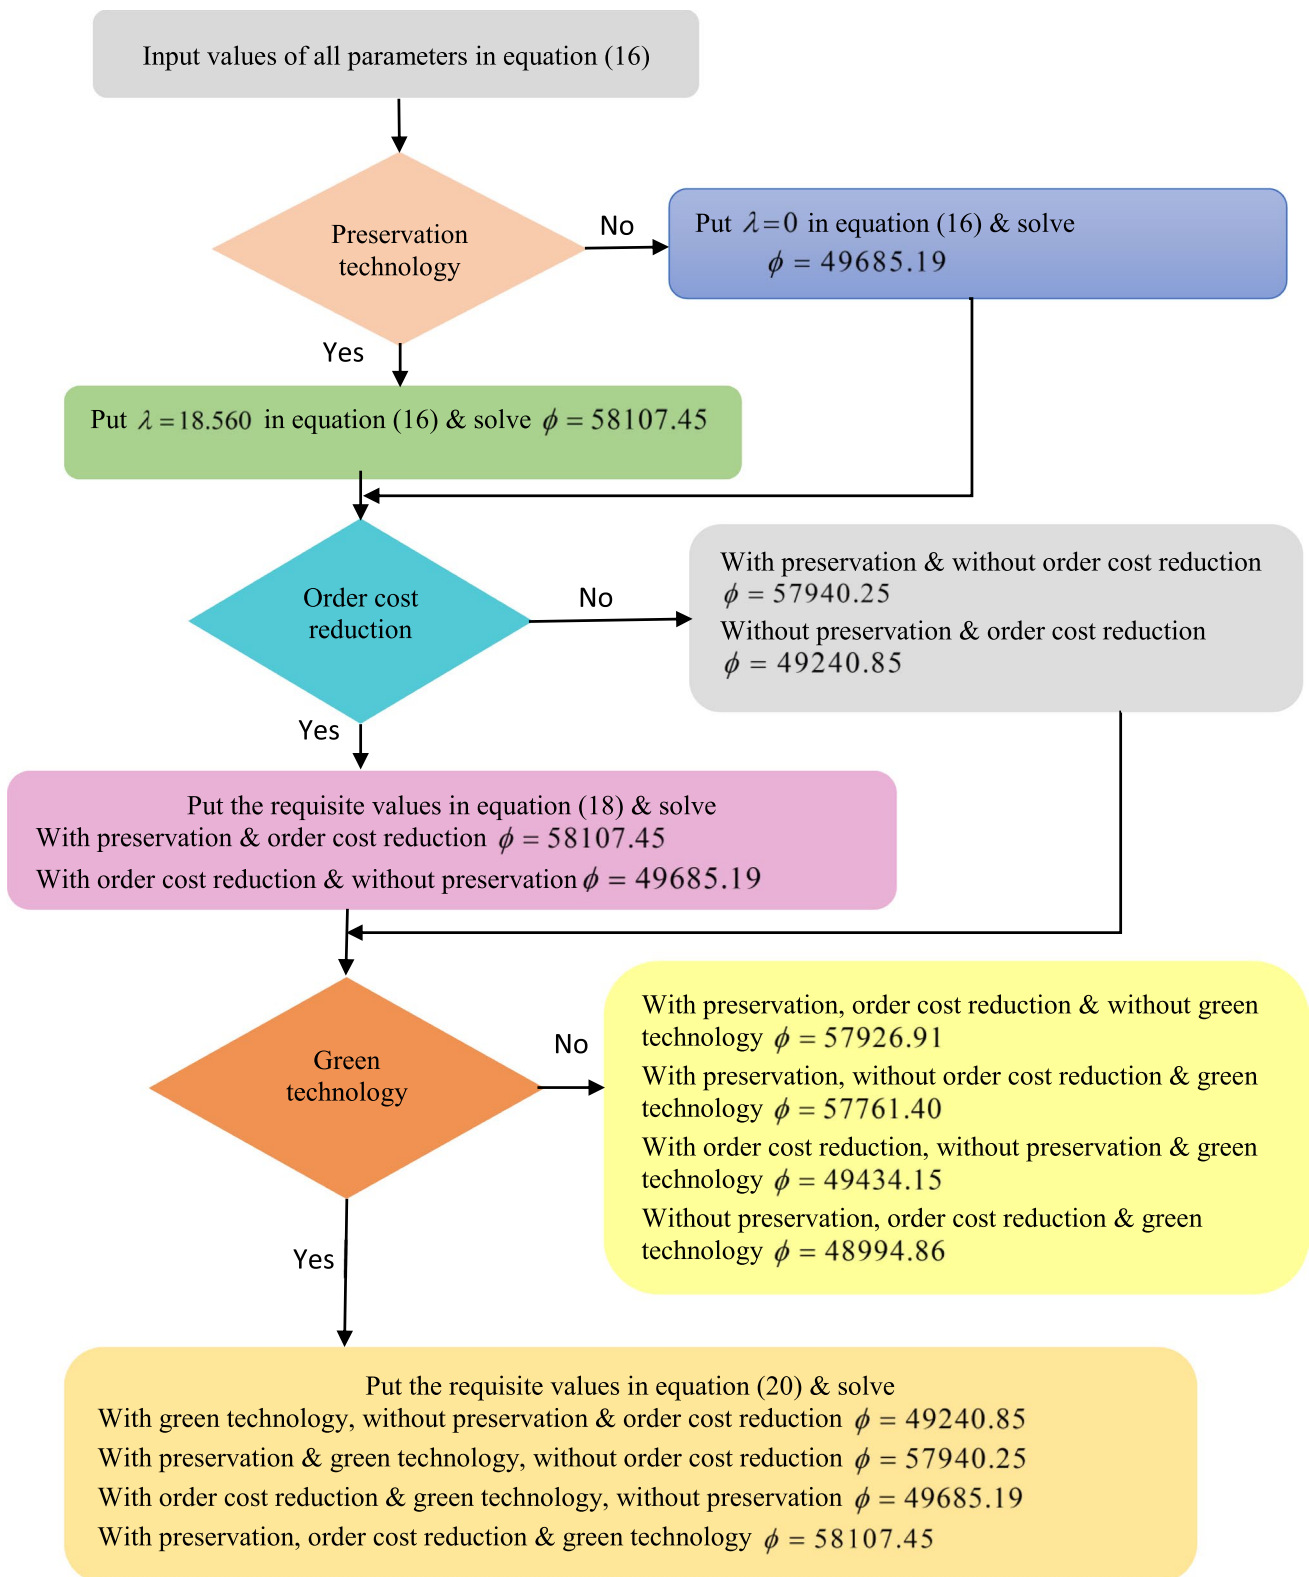 Input values of all parameters in equation (16)
Preservation
technology
No
Put λ=0 in equation (16) & solve
ϕ = 49685.19
Yes
Put λ=18.560 in equation (16) & solve ϕ = 58107.45
Order cost
reduction
No
With preservation & without order cost reduction
ϕ = 57940.25
Without preservation & order cost reduction
ϕ = 49240.85
Yes
Put the requisite values in equation (18) & solve
With preservation & order cost reduction ϕ = 58107.45
With order cost reduction & without preservation ϕ = 49685.19
Green
technology
No
With preservation, order cost reduction & without green
technology ϕ = 57926.91
With preservation, without order cost reduction & green
technology ϕ = 57761.40
With order cost reduction, without preservation & green
technology ϕ = 49434.15
Without preservation, order cost reduction & green
technology ϕ = 48994.86
Yes
Put the requisite values in equation (20) & solve
With green technology, without preservation & order cost reduction ϕ = 49240.85
With preservation & green technology, without order cost reduction ϕ = 57940.25
With order cost reduction & green technology, without preservation ϕ = 49685.19
With preservation, order cost reduction & green technology ϕ = 58107.45